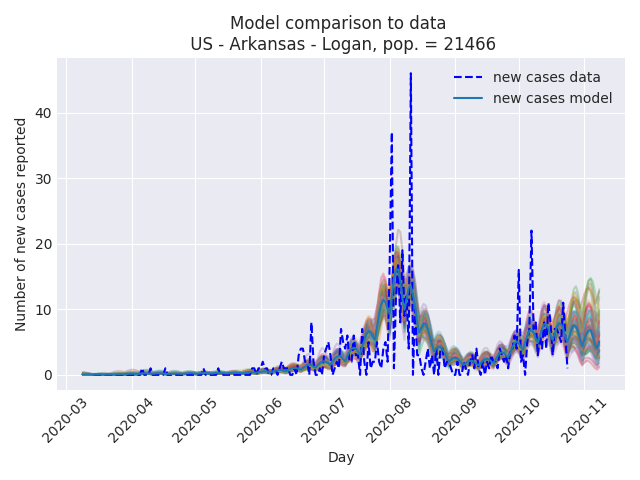 Model comparison to data
US - Arkansas - Logan, pop. = 21466
new cases data
new cases model
Number of new cases reported
40
30
20
10
0
2020-03
2020-04
2020-05
2020-06
2020-07
2020-08
2020-09
2020-10
2020-11
Day